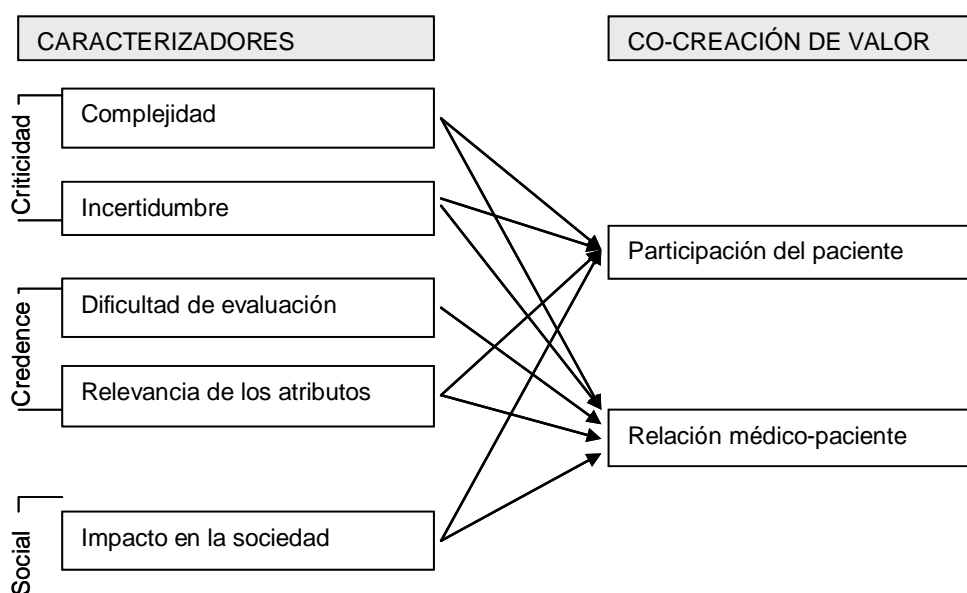 CARACTERIZADORES
CO-CREACIÓN DE VALOR
Criticidad
Complejidad
Incertidumbre
Participación del paciente
Credence
Dificultad de evaluación
Relevancia de los atributos
Relación médico-paciente
Social
Impacto en la sociedad